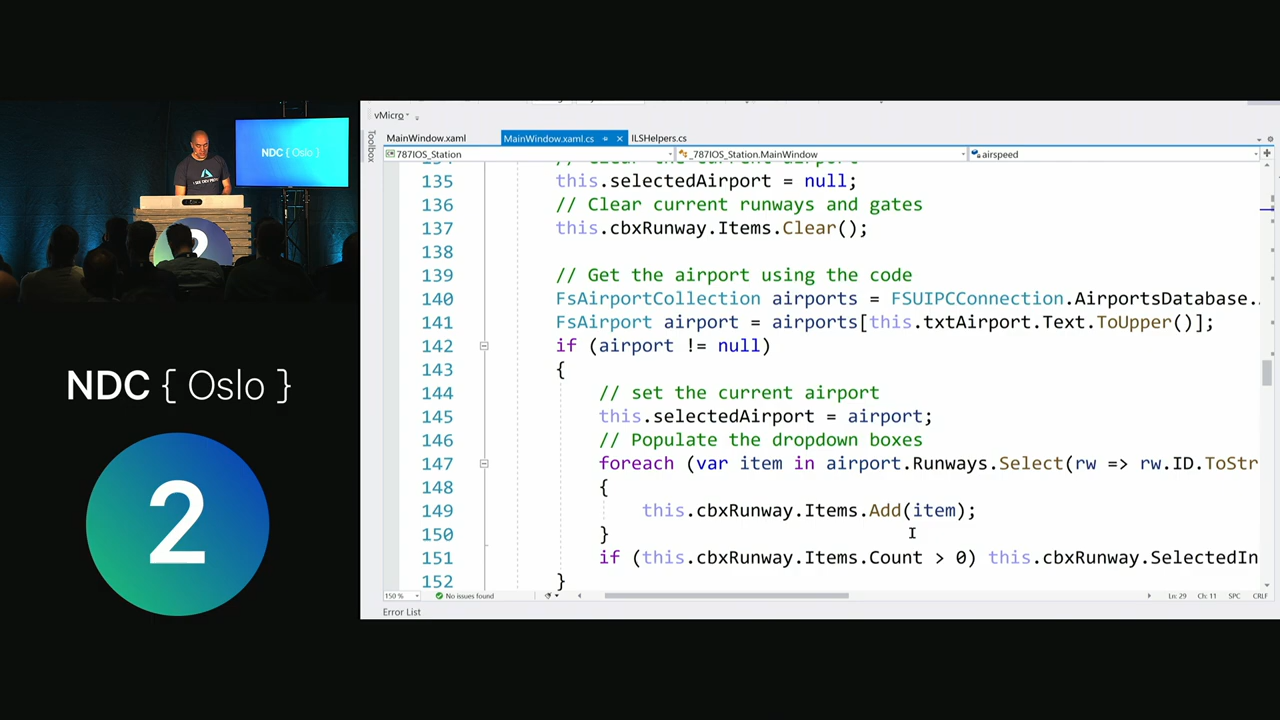 NDC { Oslo }
NDC { Oslo }
2
vMicro
Toolbox
MainWindow.xaml
MainWindow.xaml.cs
ILSHelpers.cs
787IOS_Station
_787IOS_Station.MainWindow
airspeed
135 this.selectedAirport = null;
136 // Clear current runways and gates
137 this.cbxRunway.Items.Clear();
138
139 // Get the airport using the code
140 FsAirportCollection airports = FSUIPCConnection.AirportsDatabase.
141 FsAirport airport = airports[this.txtAirport.Text.ToUpper()];
142 if (airport != null)
143 {
144 // set the current airport
145 this.selectedAirport = airport;
146 // Populate the dropdown boxes
147 foreach (var item in airport.Runways.Select(rw => rw.ID.ToStr
148 {
149 this.cbxRunway.Items.Add(item);
150 }
151 if (this.cbxRunway.Items.Count > 0) this.cbxRunway.SelectedIn
152 }
150 %
No issues found
Ln: 29 Ch: 11 SPC CRLF
Error List